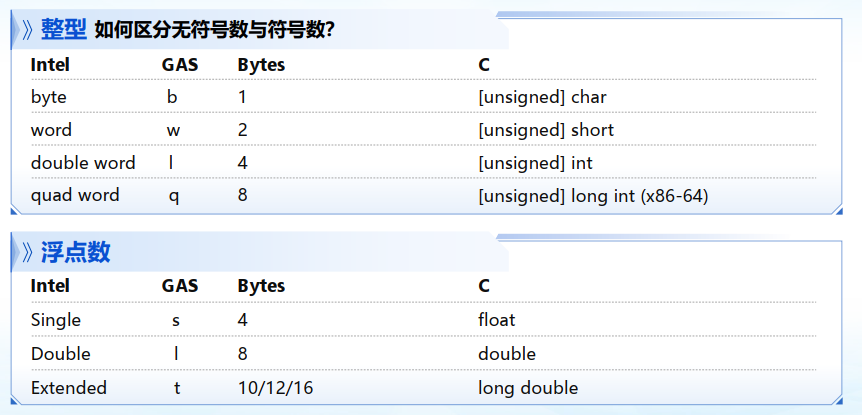 整型 如何区分无符号数与符号数?
Intel GAS Bytes C
byte b 1 [unsigned] char
word w 2 [unsigned] short
double word l 4 [unsigned] int
quad word q 8 [unsigned] long int (x86-64)
浮点数
Intel GAS Bytes C
Single s 4 float
Double l 8 double
Extended t 10/12/16 long double